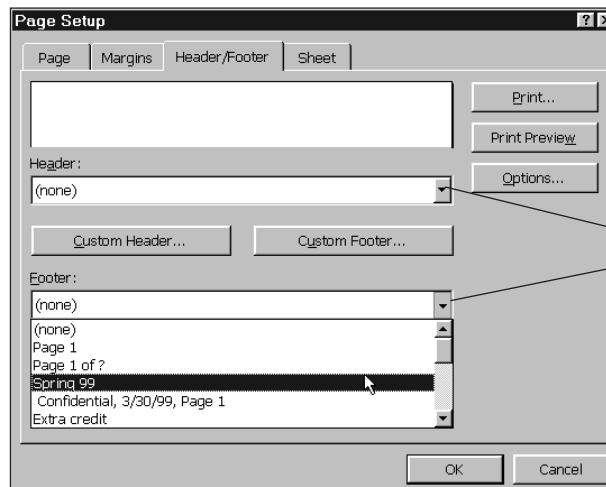 Page Setup
Page Margins Header/Footer Sheet
Print...
Print Preview
Header:
Options...
(none)
Custom Header... Custom Footer...
Footer:
(none)
(none)
Page 1
Page 1 of ?
Spring 99
Confidential, 3/30/99, Page 1
Extra credit
OK Cancel